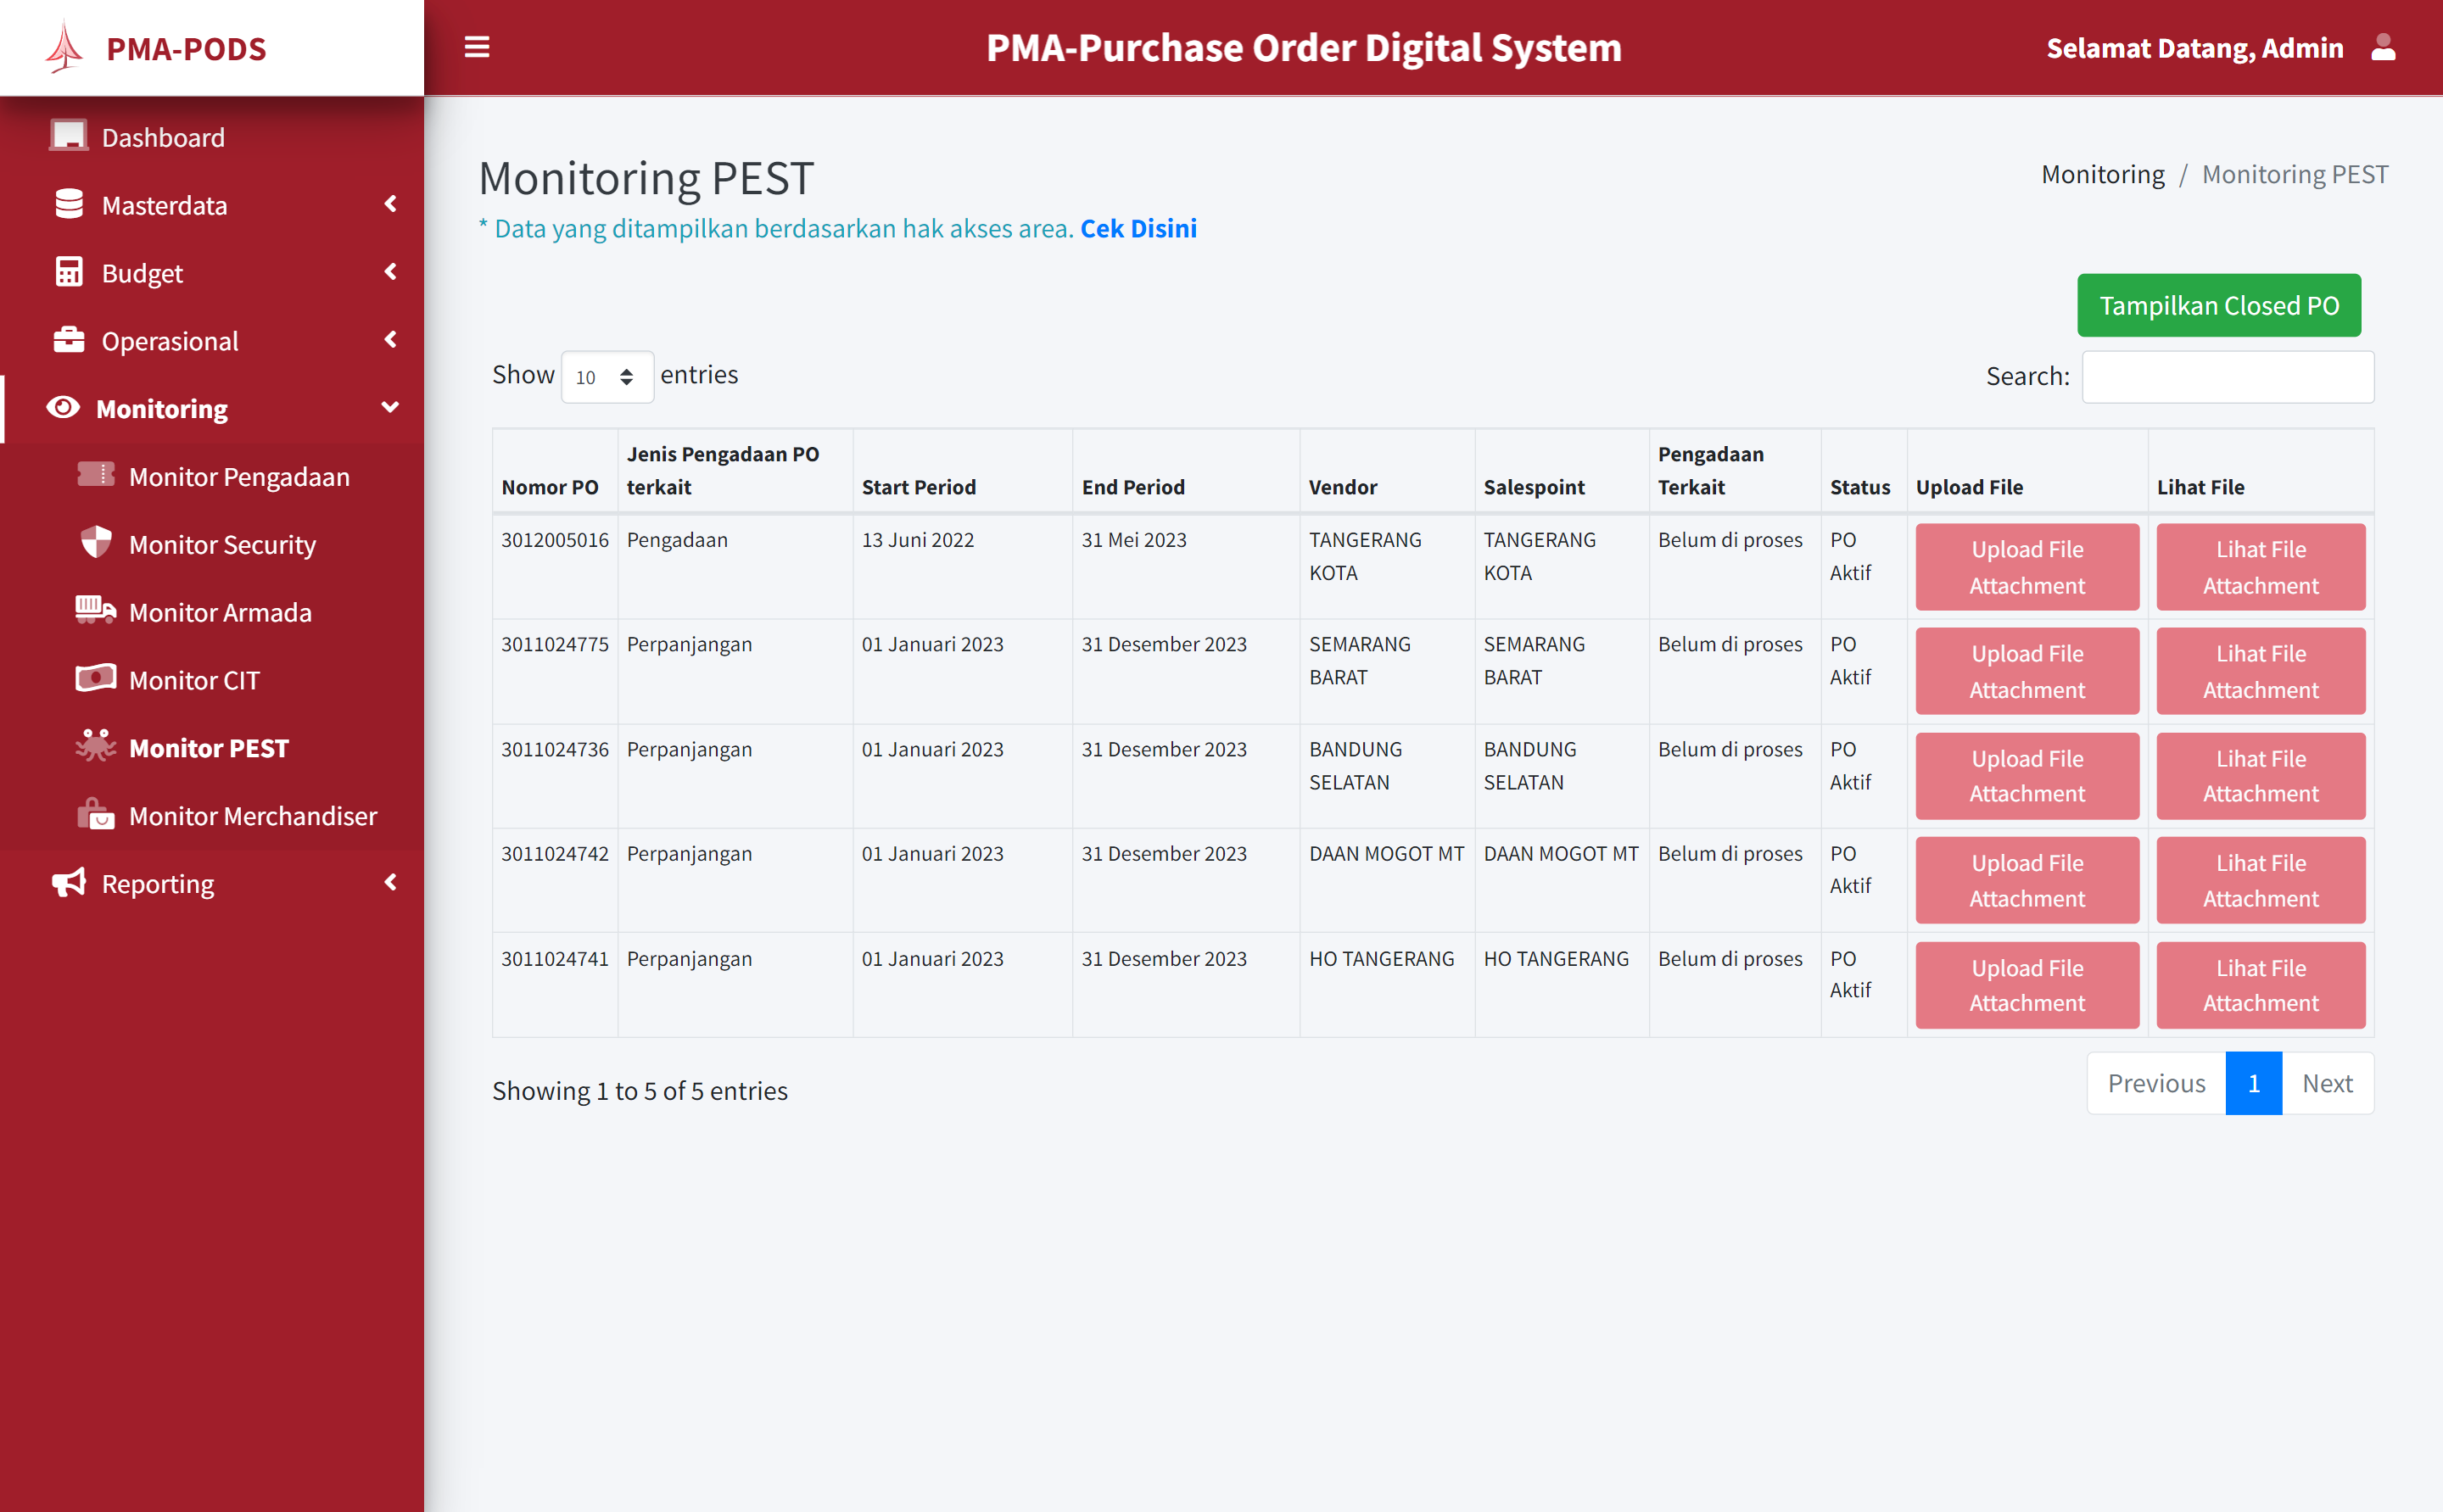 PMA-PODS
PMA-Purchase Order Digital System
Selamat Datang, Admin
Dashboard
Masterdata
Budget
Operasional
Monitoring
Monitor Pengadaan
Monitor Security
Monitor Armada
Monitor CIT
Monitor PEST
Monitor Merchandiser
Reporting
Monitoring PEST
Monitoring / Monitoring PEST
* Data yang ditampilkan berdasarkan hak akses area. Cek Disini
Tampilkan Closed PO
Show 10 entries
Search:
Nomor PO Jenis Pengadaan PO terkait Start Period End Period Vendor Salespoint Pengadaan Terkait Status Upload File Lihat File
3012005016 Pengadaan 13 Juni 2022 31 Mei 2023 TANGERANG KOTA TANGERANG KOTA Belum di proses PO Aktif Upload File Attachment Lihat File Attachment
3011024775 Perpanjangan 01 Januari 2023 31 Desember 2023 SEMARANG BARAT SEMARANG BARAT Belum di proses PO Aktif Upload File Attachment Lihat File Attachment
3011024736 Perpanjangan 01 Januari 2023 31 Desember 2023 BANDUNG SELATAN BANDUNG SELATAN Belum di proses PO Aktif Upload File Attachment Lihat File Attachment
3011024742 Perpanjangan 01 Januari 2023 31 Desember 2023 DAAN MOGOT MT DAAN MOGOT MT Belum di proses PO Aktif Upload File Attachment Lihat File Attachment
3011024741 Perpanjangan 01 Januari 2023 31 Desember 2023 HO TANGERANG HO TANGERANG Belum di proses PO Aktif Upload File Attachment Lihat File Attachment
Showing 1 to 5 of 5 entries
Previous 1 Next